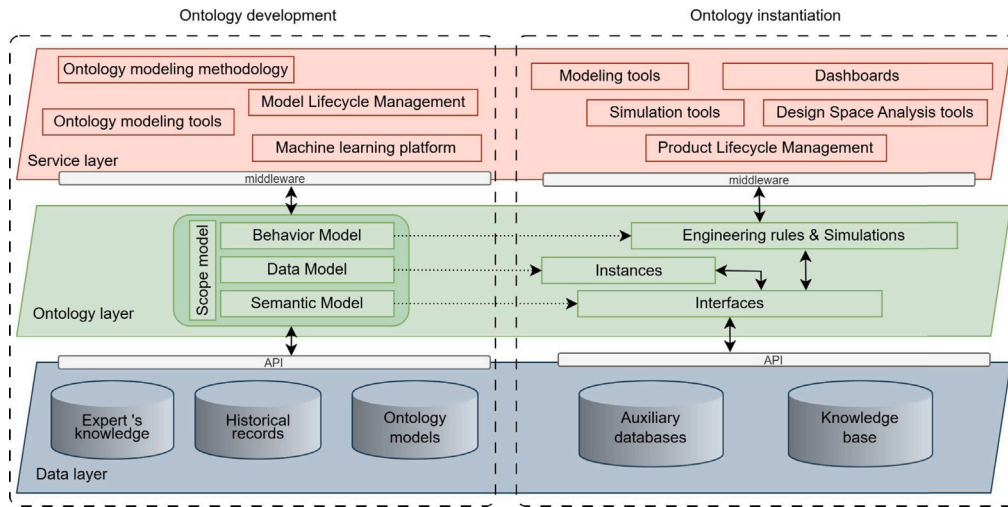 Ontology development
Ontology instantiation
Ontology modeling methodology
Model Lifecycle Management
Ontology modeling tools
Machine learning platform
Service layer
middleware
Modeling tools
Dashboards
Simulation tools
Design Space Analysis tools
Product Lifecycle Management
middleware
Scope model
Behavior Model
Data Model
Semantic Model
Ontology layer
Engineering rules & Simulations
Instances
Interfaces
API
API
Expert 's
knowledge
Historical
records
Ontology
models
Data layer
Auxiliary
databases
Knowledge
base